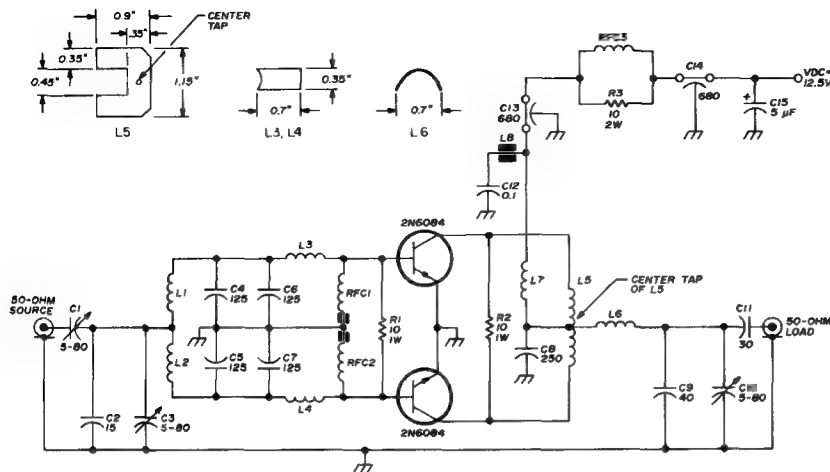 0.9"
.35"
CENTER
TAP
0.35"
0.45"
1.15"
L5
0.35"
0.7"
L3, L4
0.7"
L6
C13
680
L8
C12
0.1
R3
10
2W
C14
680
VDC=
12.5V
C15
5 µF
2N6084
L3
L1
C4
125
C6
125
RFC1
R1
10
1W
L2
C5
125
C7
125
RFC2
L4
2N6084
50-OHM
SOURCE
C1
5-80
C2
15
C3
5-80
R2
10
1W
L7
L5
CENTER TAP
OF L5
C8
250
L6
C9
40
5-80
C11
30
50-OHM
LOAD